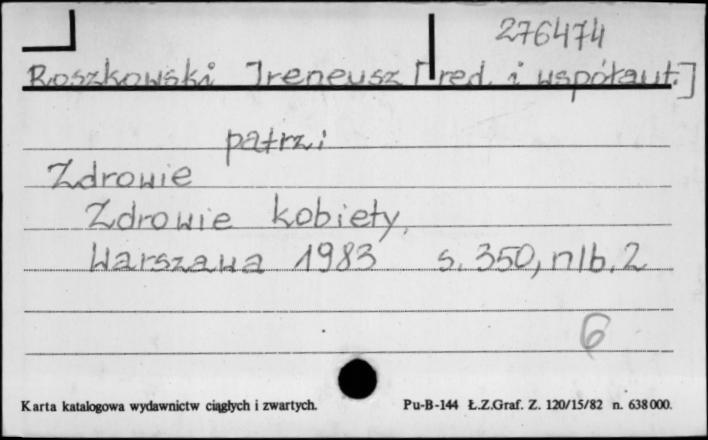 276474
Roszkowski Ireneusz [red. i współaut.]
patrz:
Zdrowie
Zdrowie kobiety.
Warszawa 1983 s. 350, nlb. 2
6
Karta katalogowa wydawnictw ciągłych i zwartych. Pu-B-144 Ł.Z.Graf. Z. 120/15/82 n. 638000.